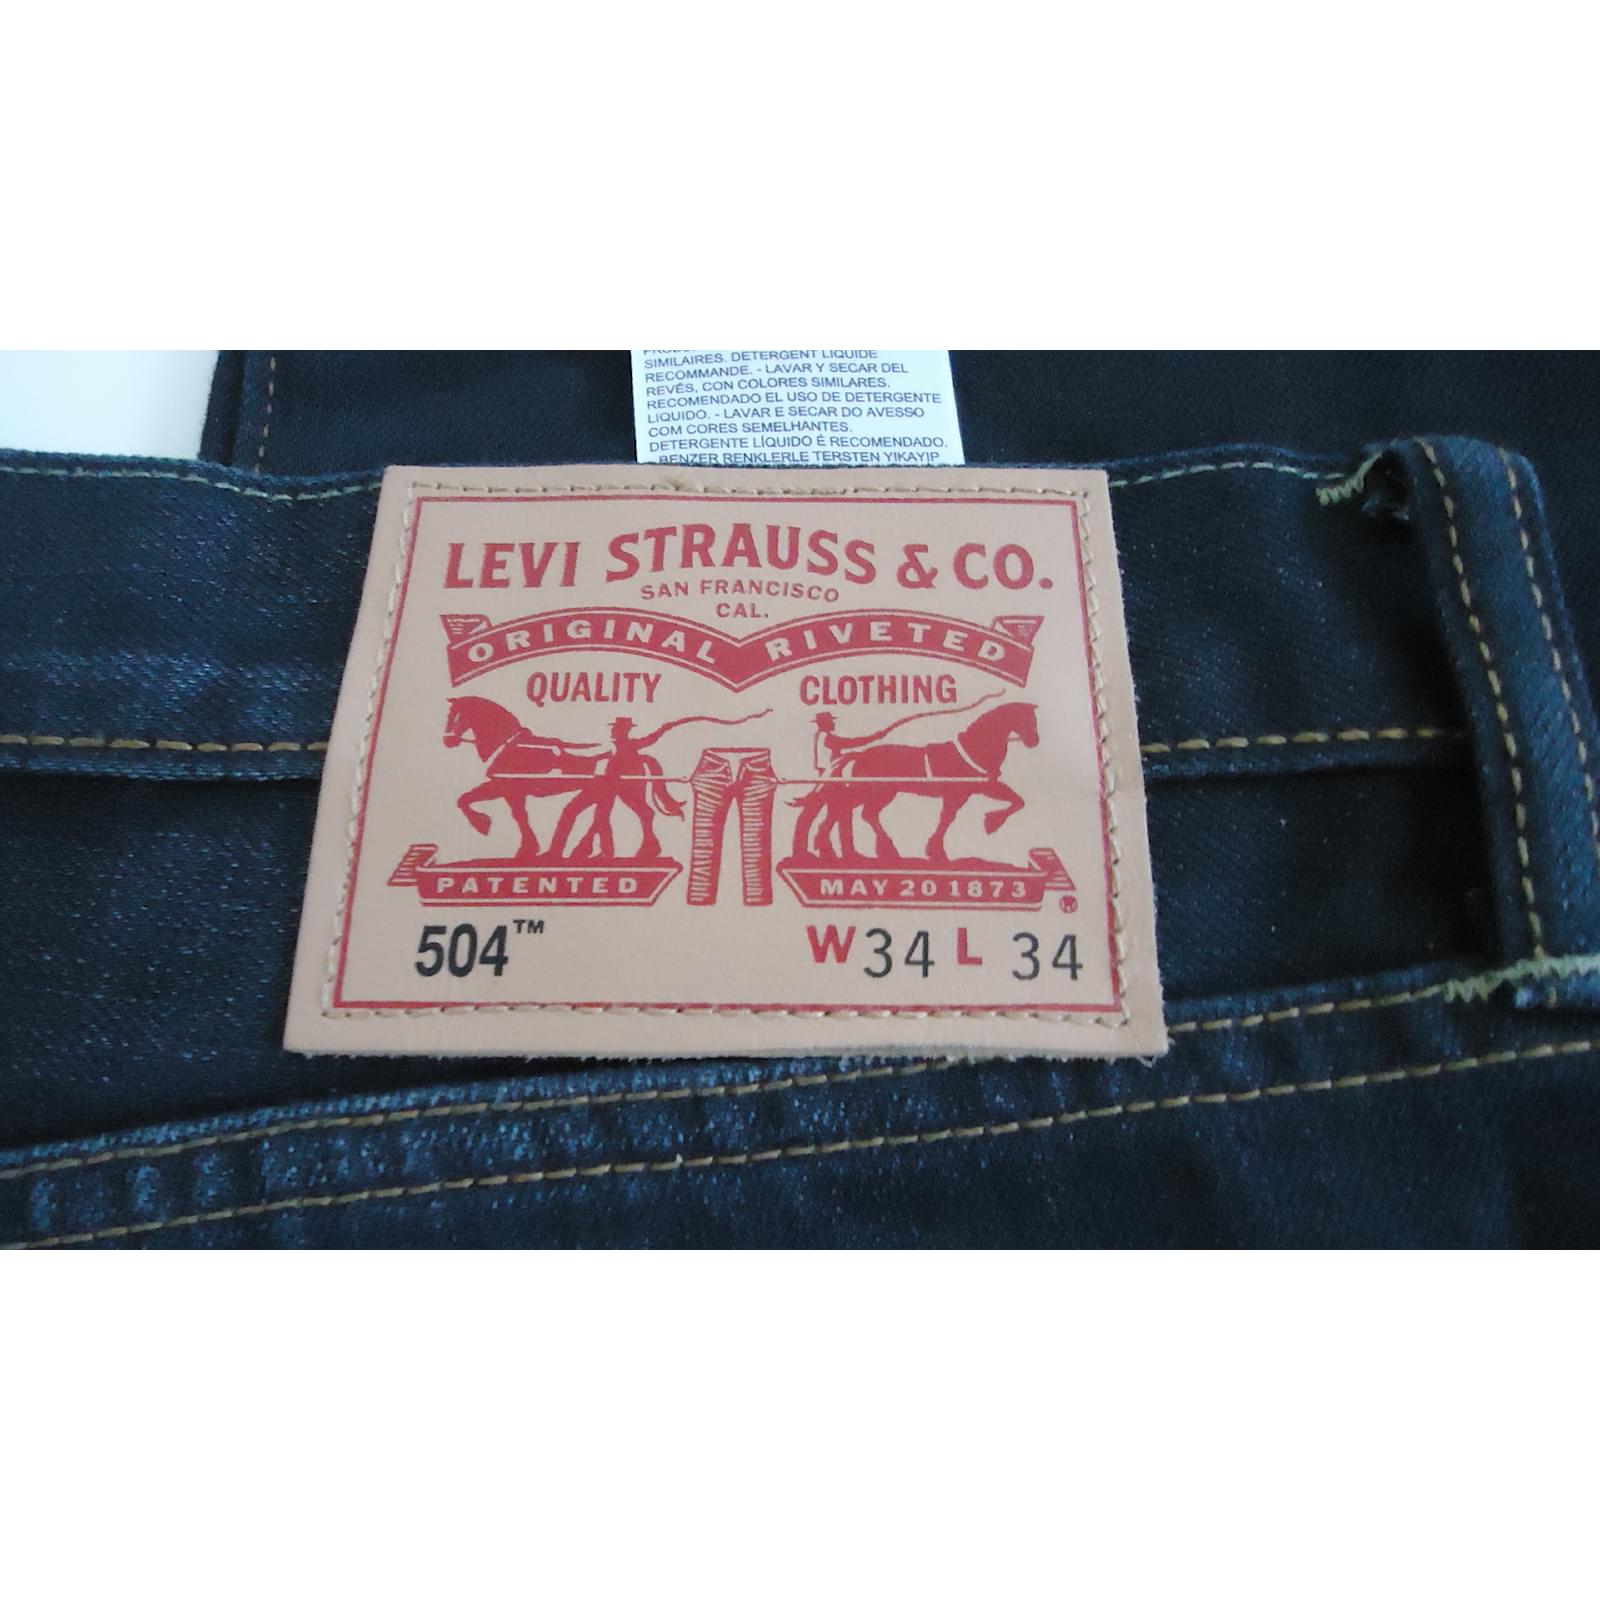 SIMILAIRES. DETERGENT LIQUIDE
RECOMMANDE. - LAVAR Y SECAR DEL
REVÉS, CON COLORES SIMILARES.
RECOMENDADO EL USO DE DETERGENTE
LIQUIDO. - LAVAR E SECAR DO AVESSO
COM CORES SEMELHANTES.
DETERGENTE LÍQUIDO É RECOMENDADO.
BENZER RENKLERLE TERSTEN YIKAYIP
LEVI STRAUSS & CO.
SAN FRANCISCO
CAL.
ORIGINAL RIVETED
QUALITY CLOTHING
PATENTED MAY 20 1873 ®
504™ W34 L 34